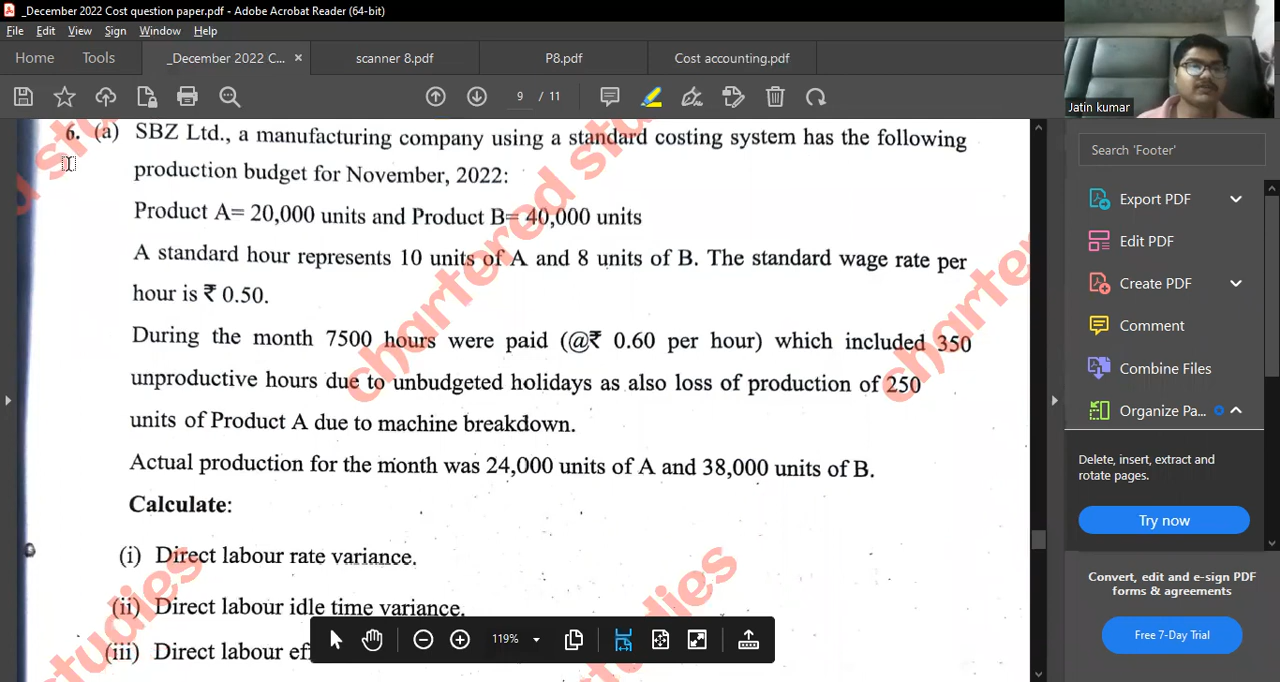 _December 2022 Cost question paper.pdf - Adobe Acrobat Reader (64-bit)
File Edit View Sign Window Help
Home Tools _December 2022 C... × scanner 8.pdf P8.pdf Cost accounting.pdf
9 / 11
Jatin kumar
6. (a) SBZ Ltd., a manufacturing company using a standard costing system has the following
production budget for November, 2022:
Product A= 20,000 units and Product B= 40,000 units
A standard hour represents 10 units of A and 8 units of B. The standard wage rate per
hour is ₹ 0.50.
During the month 7500 hours were paid (@₹ 0.60 per hour) which included 350
unproductive hours due to unbudgeted holidays as also loss of production of 250
units of Product A due to machine breakdown.
Actual production for the month was 24,000 units of A and 38,000 units of B.
Calculate:
(i) Direct labour rate variance.
(ii) Direct labour idle time variance.
(iii) Direct labour ef
chartered stu
charter
studies
dies
d stu
119%
Search 'Footer'
Export PDF
Edit PDF
Create PDF
Comment
Combine Files
Organize Pa...
Delete, insert, extract and
rotate pages.
Try now
Convert, edit and e-sign PDF
forms & agreements
Free 7-Day Trial